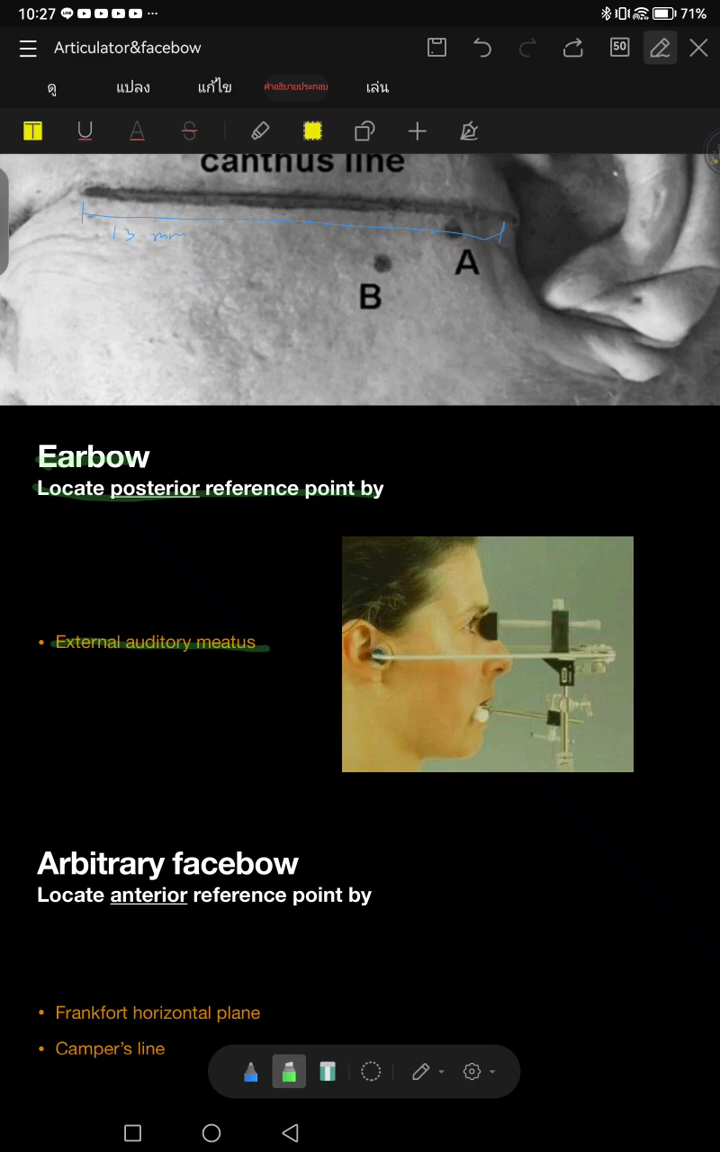 10:27
71%
Articulator&facebow
50
ดู แปลง แก้ไข คำอธิบายประกอบ เล่น
T U A S
canthus line
13 mm
A
B
Earbow
Locate posterior reference point by
• External auditory meatus
Arbitrary facebow
Locate anterior reference point by
• Frankfort horizontal plane
• Camper's line